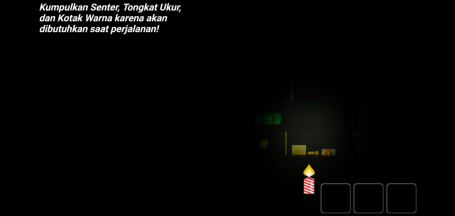 Kumpulkan Senter, Tongkat Ukur,
dan Kotak Warna karena akan
dibutuhkan saat perjalanan!